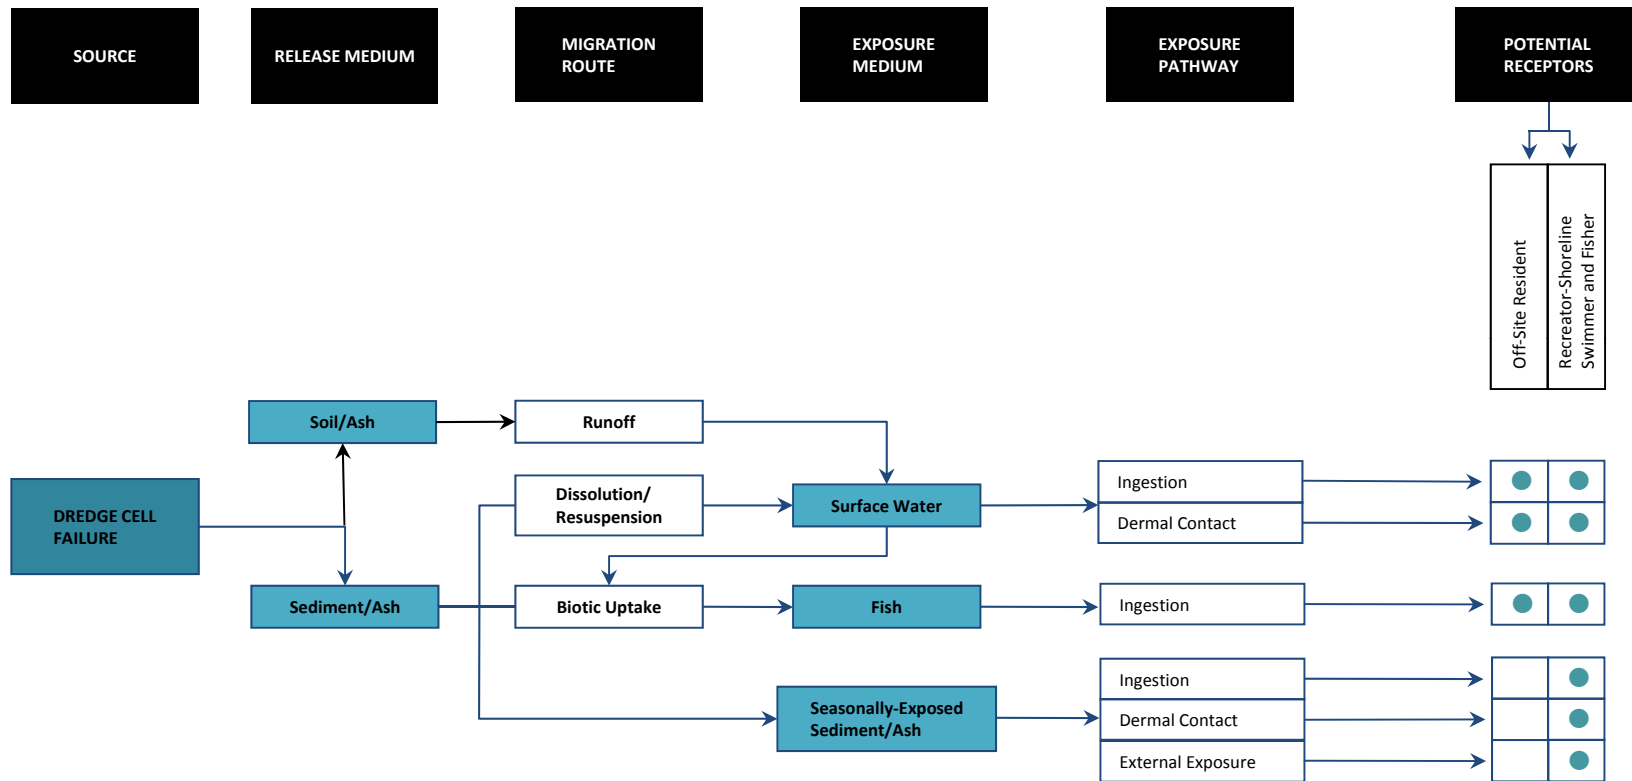 SOURCE
RELEASE MEDIUM
MIGRATION
ROUTE
EXPOSURE
MEDIUM
EXPOSURE
PATHWAY
POTENTIAL
RECEPTORS
Off-Site Resident
Recreator-Shoreline
Swimmer and Fisher
Soil/Ash
Runoff
DREDGE CELL
FAILURE
Dissolution/
Resuspension
Surface Water
Ingestion
Dermal Contact
Sediment/Ash
Biotic Uptake
Fish
Ingestion
Seasonally-Exposed
Sediment/Ash
Ingestion
Dermal Contact
External Exposure